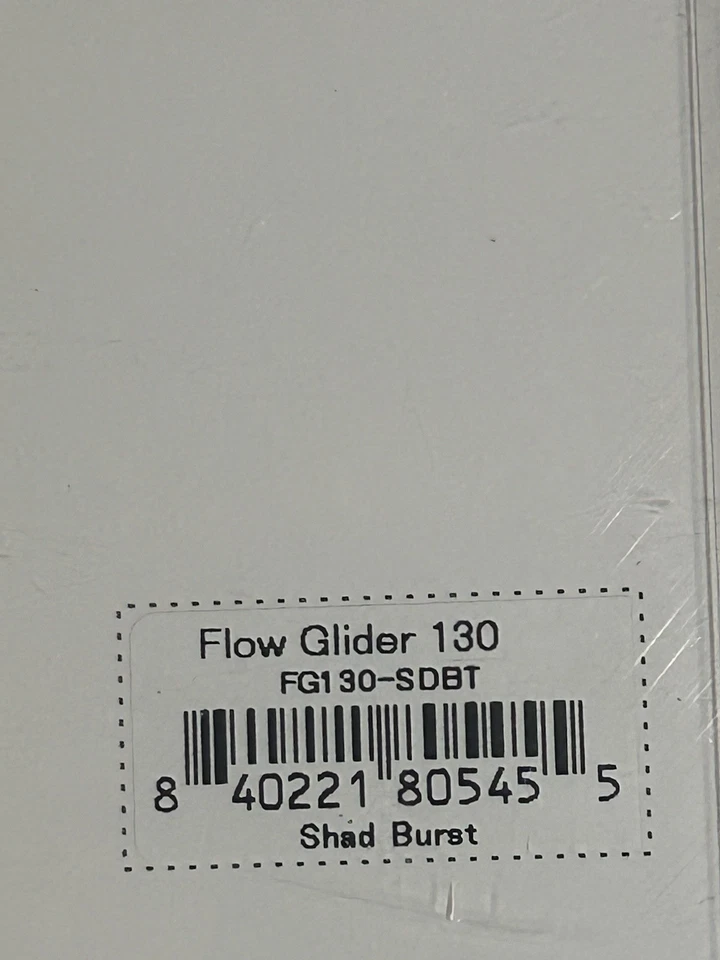 Flow Glider 130
FG130-SDBT
8 40221 80545 5
Shad Burst